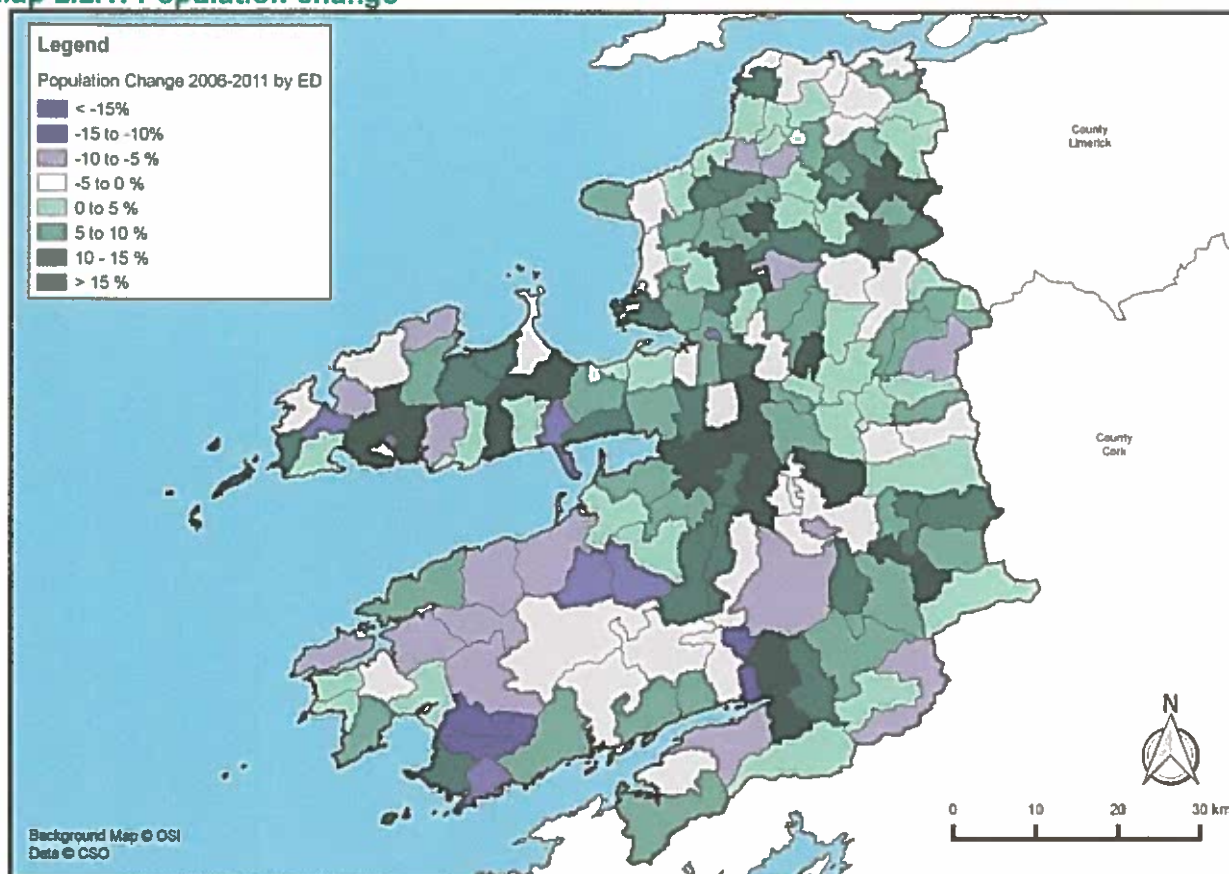 Legend
Population Change 2006-2011 by ED
< -15%
-15 to -10%
-10 to -5 %
-5 to 0 %
0 to 5 %
5 to 10 %
10 - 15 %
> 15 %
County
Limerick
County
Cork
N
0 10 20 30 km
Background Map © OSI
Data © CSO